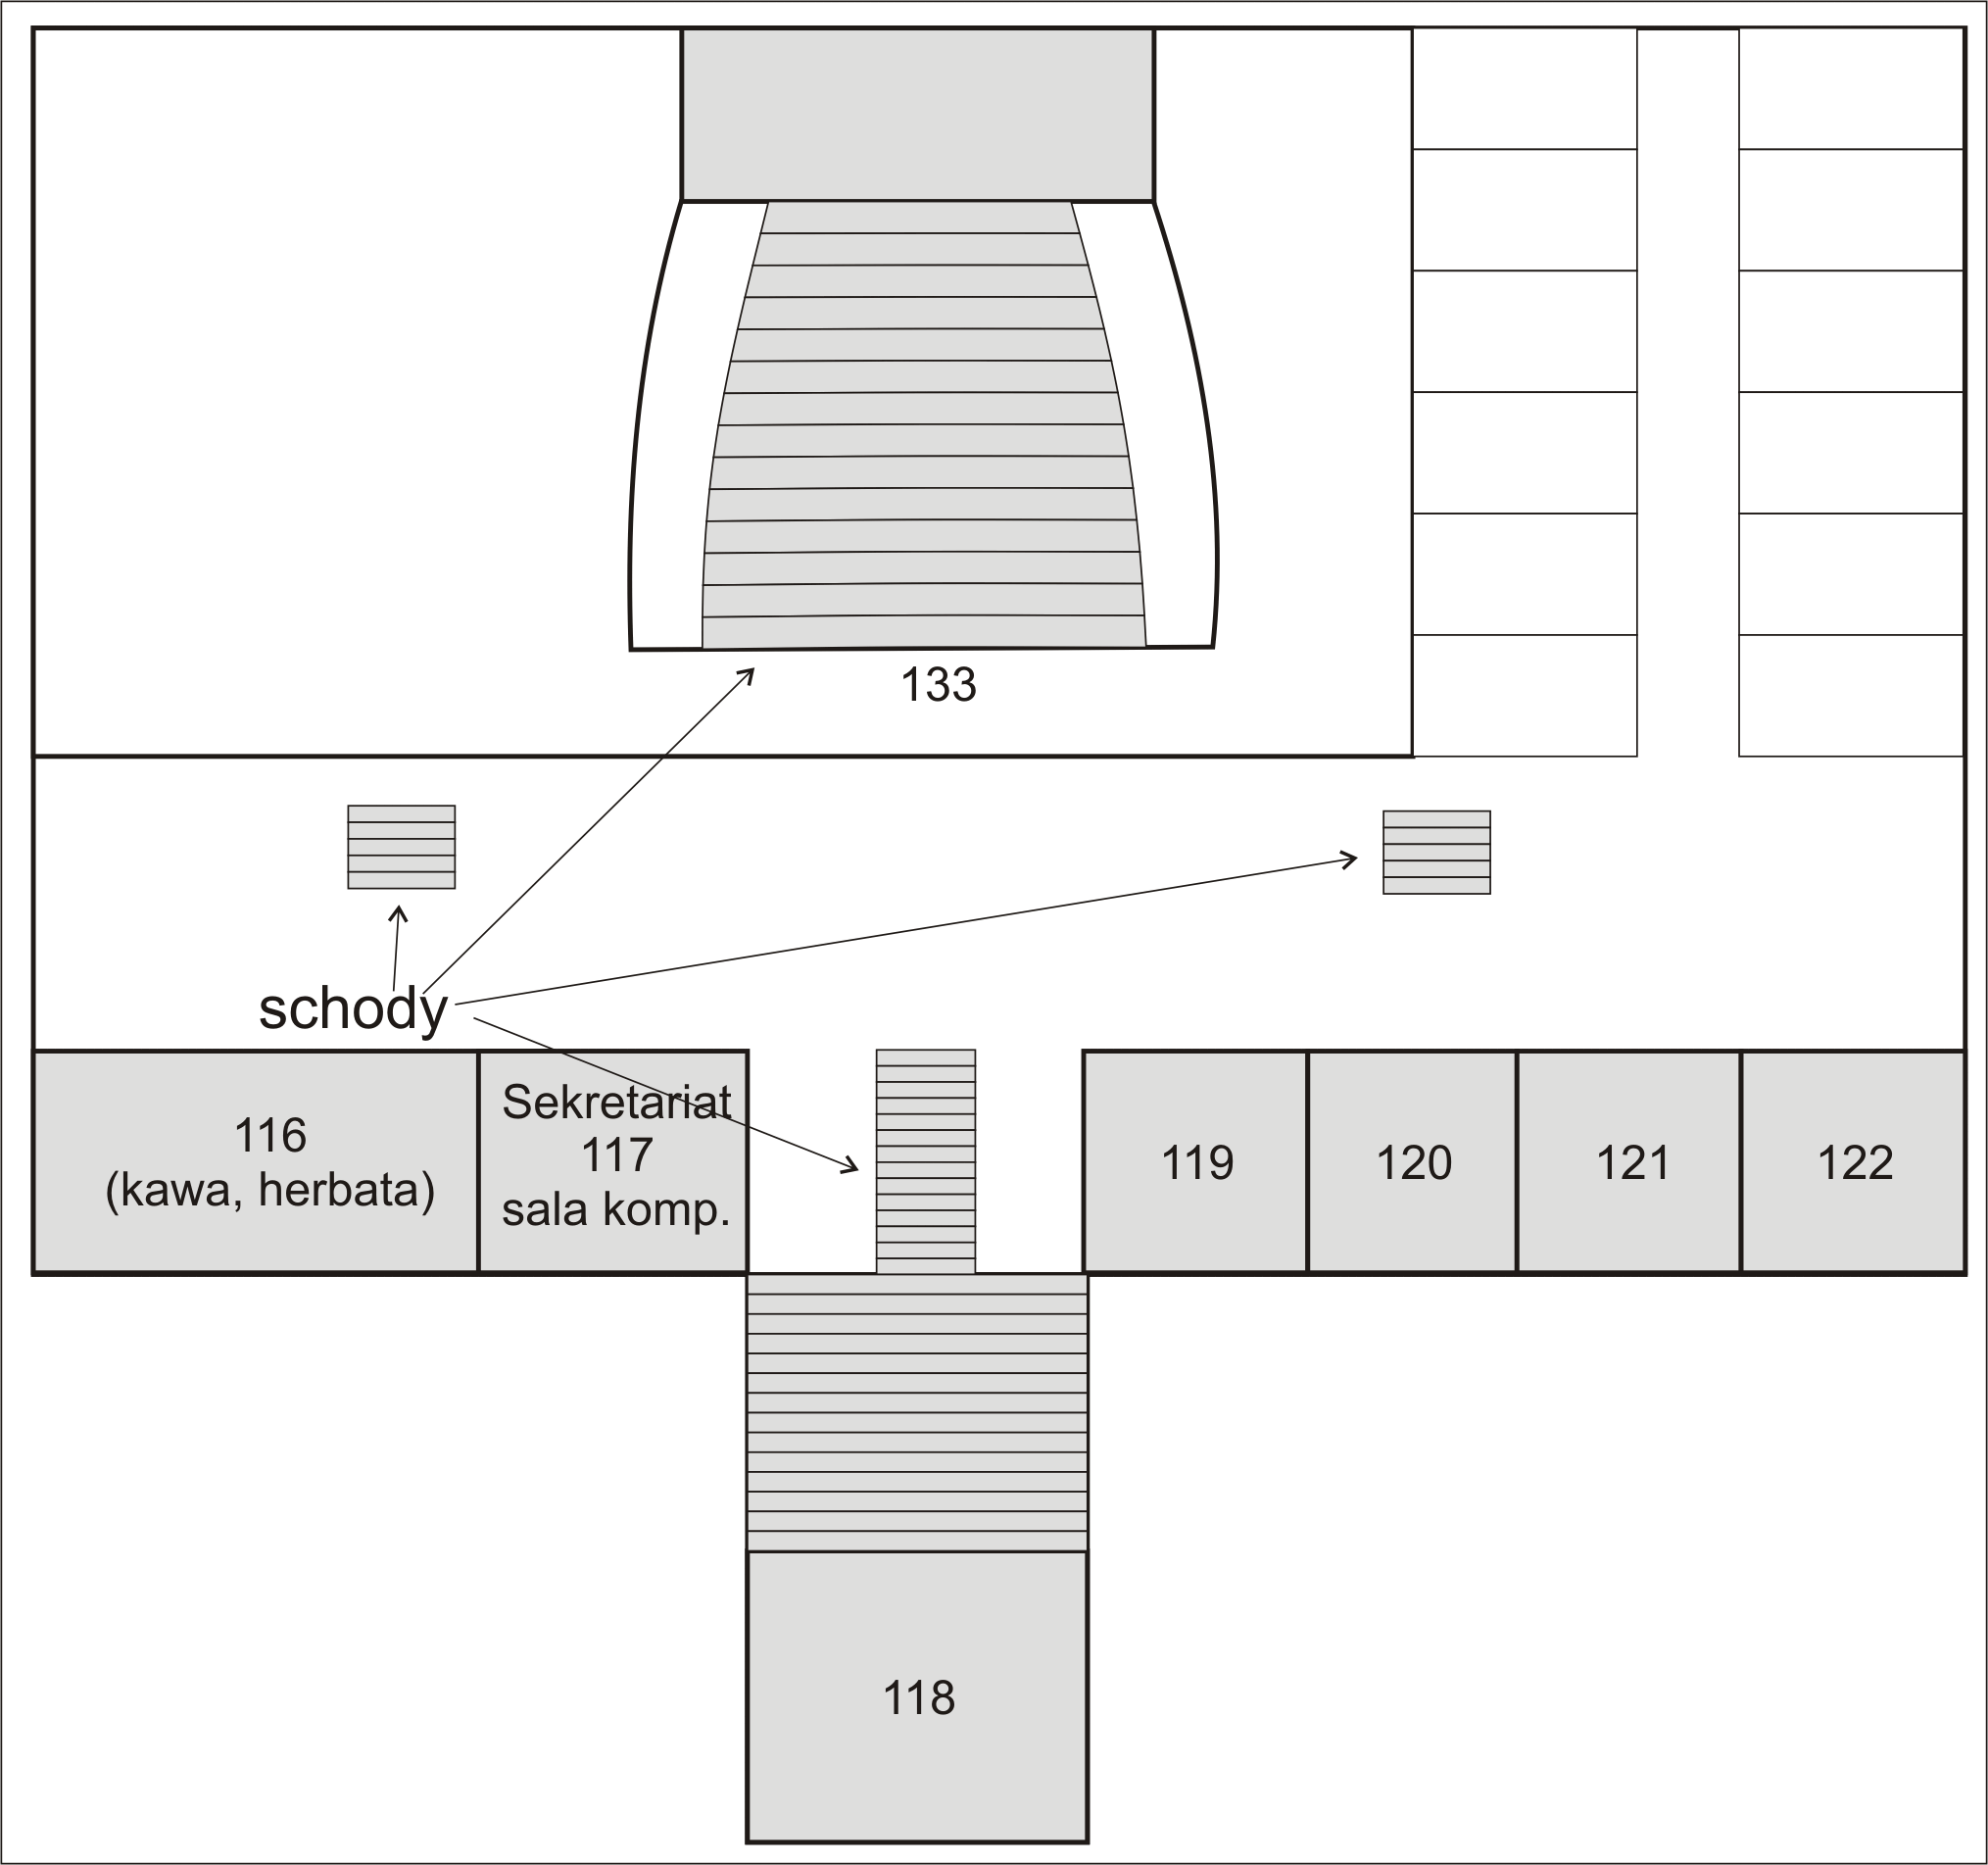 133
schody
116
(kawa, herbata)
Sekretariat
117
sala komp.
119
120
121
122
118